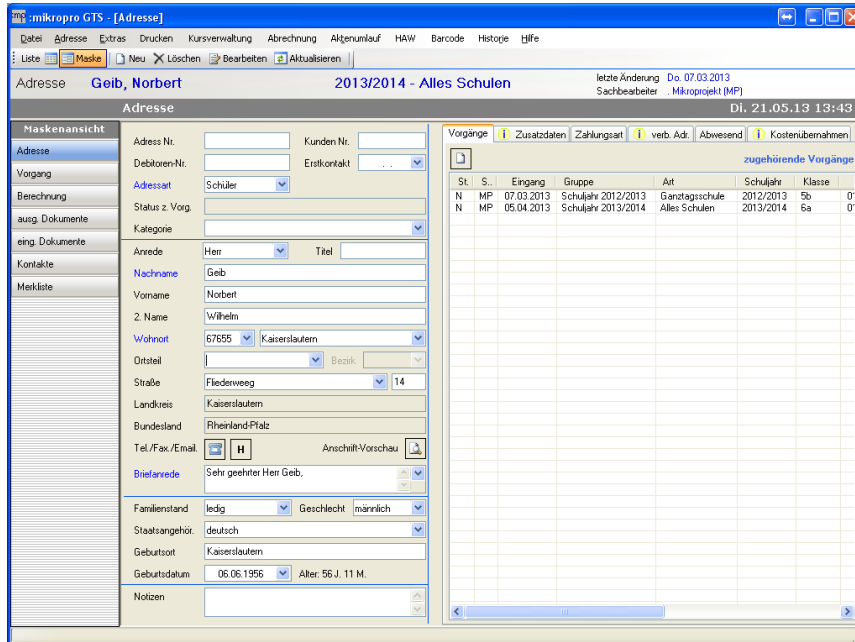 :mp :mikropro GTS - [Adresse]
Datei Adresse Extras Drucken Kursverwaltung Abrechnung Aktenumlauf HAW Barcode Historie Hilfe
Liste Maske Neu Löschen Bearbeiten Aktualisieren
Adresse Geib, Norbert 2013/2014 - Alles Schulen
letzte Änderung Do. 07.03.2013
Sachbearbeiter . Mikroprojekt (MP)
Adresse Di. 21.05.13 13:43
Maskenansicht
Adresse
Vorgang
Berechnung
ausg. Dokumente
eing. Dokumente
Kontakte
Merkliste
Adress Nr. Kunden Nr.
Debitoren-Nr. Erstkontakt . .
Adressart Schüler
Status z. Vorg.
Kategorie
Anrede Herr Titel
Nachname Geib
Vorname Norbert
2. Name Wilhelm
Wohnort 67655 Kaiserslautern
Ortsteil Bezirk
Straße Fliederweeg 14
Landkreis Kaiserslautern
Bundesland Rheinland-Pfalz
Tel./Fax./Email. H Anschrift-Vorschau
Briefanrede Sehr geehrter Herr Geib,
Familienstand ledig Geschlecht männlich
Staatsangehör. deutsch
Geburtsort Kaiserslautern
Geburtsdatum 06.06.1956 Alter: 56 J. 11 M.
Notizen
Vorgänge i Zusatzdaten Zahlungsart i verb. Adr. Abwesend i Kostenübernahmen
zugehörende Vorgänge
St. S.. Eingang Gruppe Art Schuljahr Klasse
N MP 07.03.2013 Schuljahr 2012/2013 Ganztagsschule 2012/2013 5b
N MP 05.04.2013 Schuljahr 2013/2014 Alles Schulen 2013/2014 6a